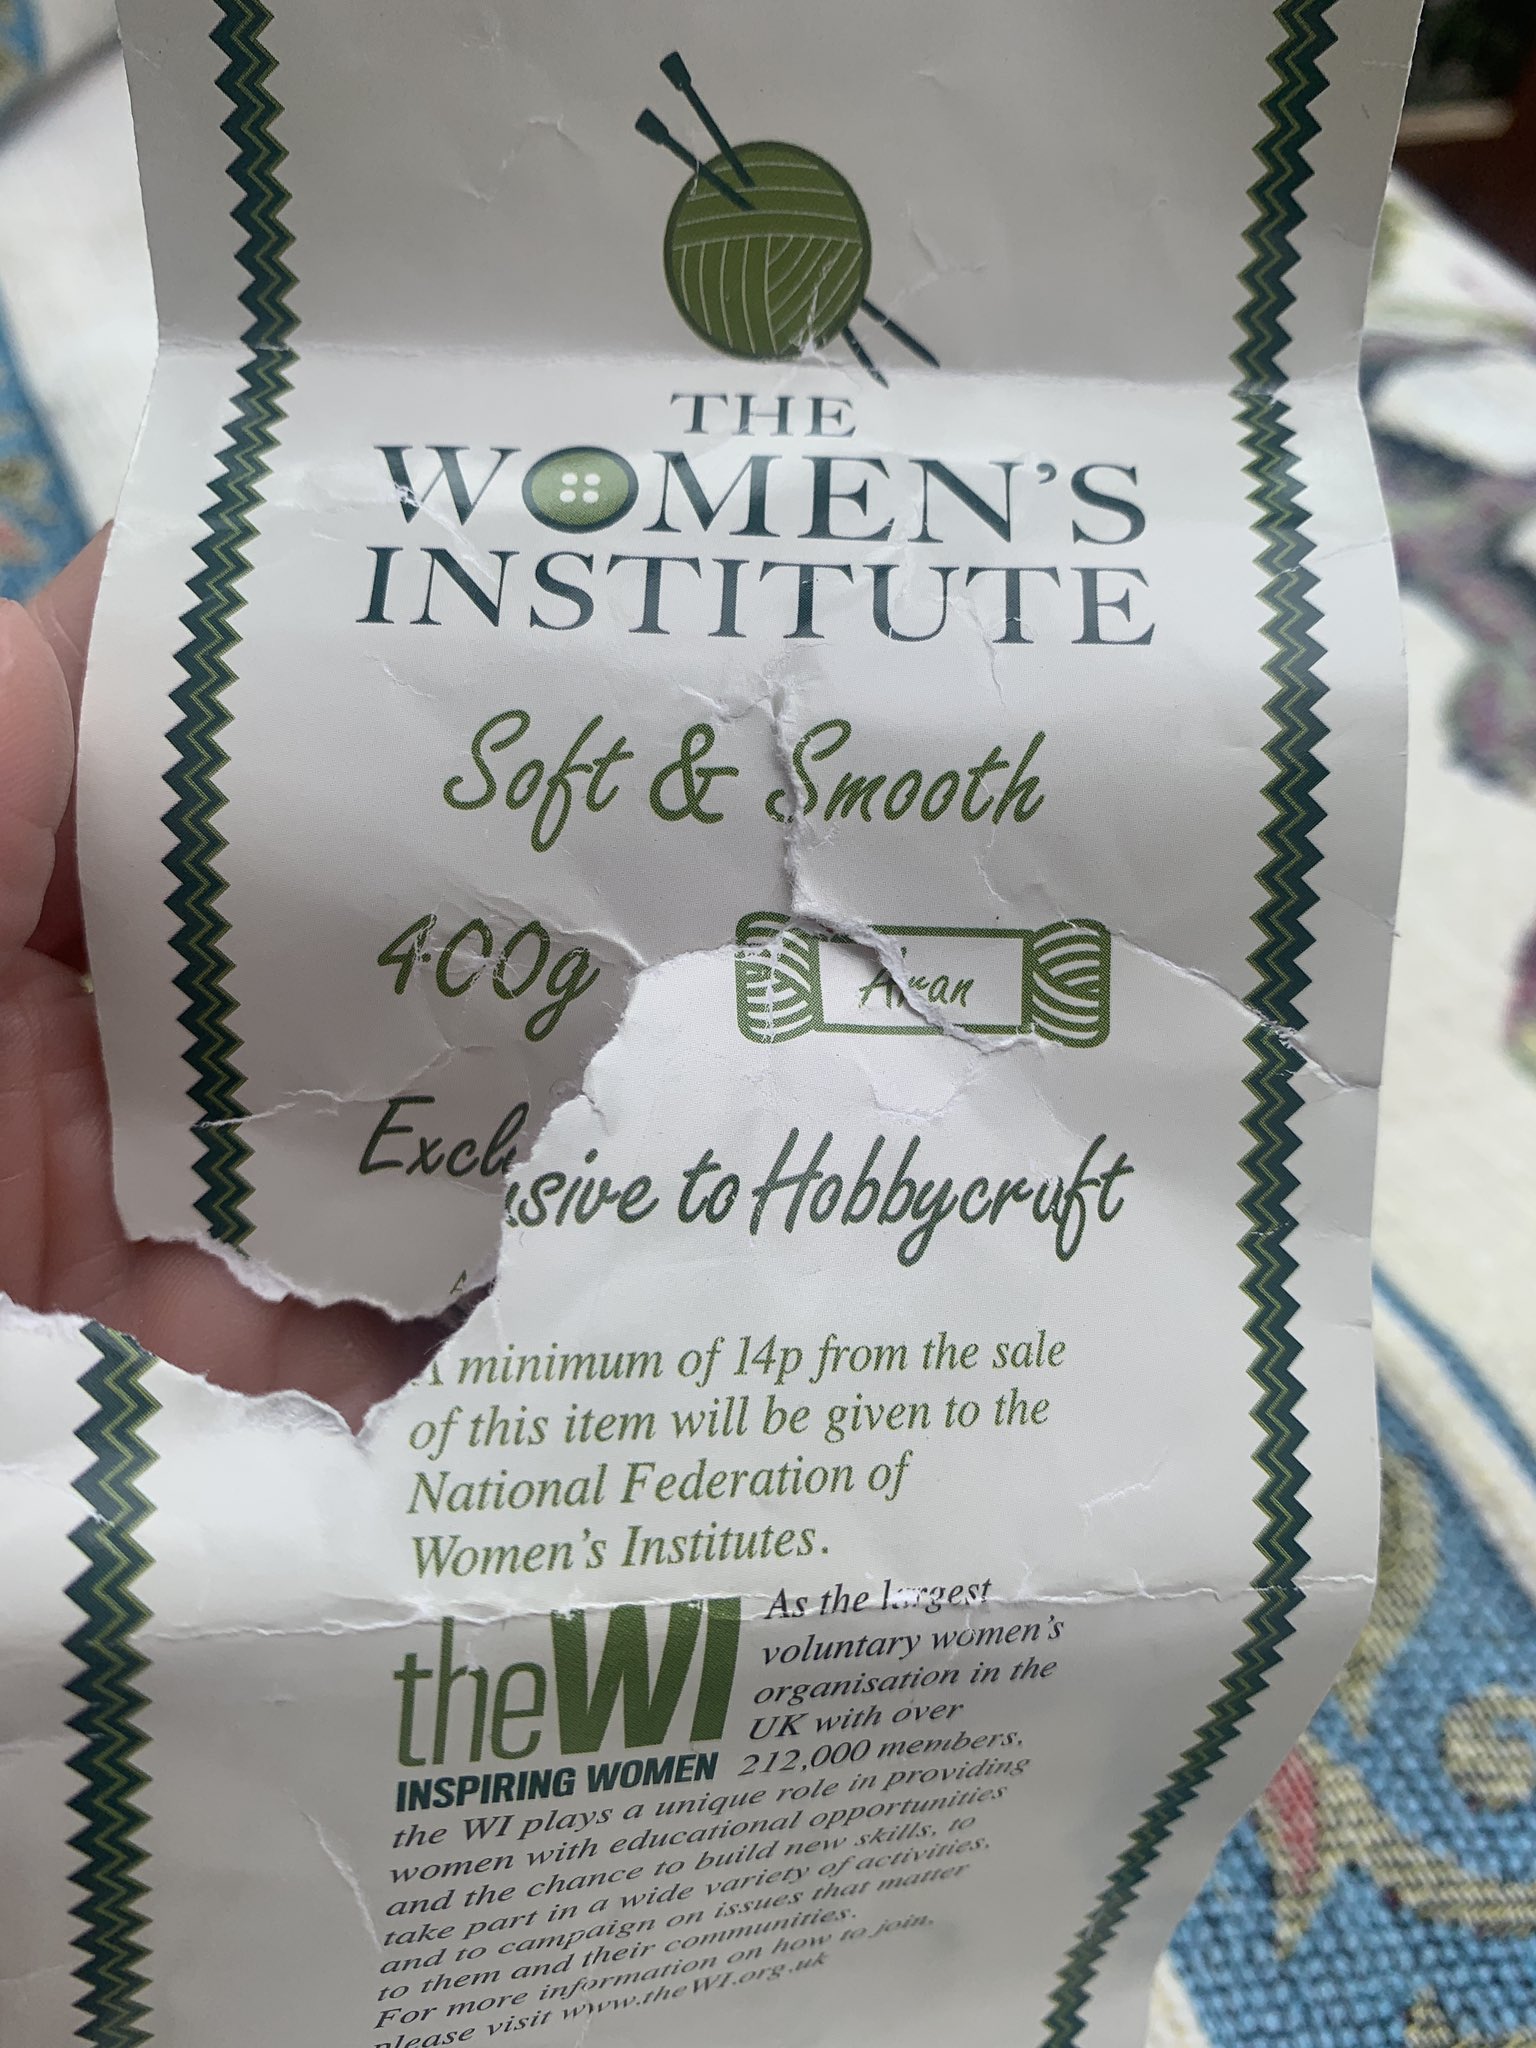 THE
WOMEN'S
INSTITUTE
Soft & Smooth
400g
Aran
Exclusive to Hobbycraft
A
A minimum of 14p from the sale
of this item will be given to the
National Federation of
Women's Institutes.
theWI
INSPIRING WOMEN
As the largest
voluntary women's
organisation in the
UK with over
212,000 members,
the WI plays a unique role in providing
women with educational opportunities
and the chance to build new skills, to
take part in a wide variety of activities,
and to campaign on issues that matter
to them and their communities.
For more information on how to join,
please visit www.theWI.org.uk